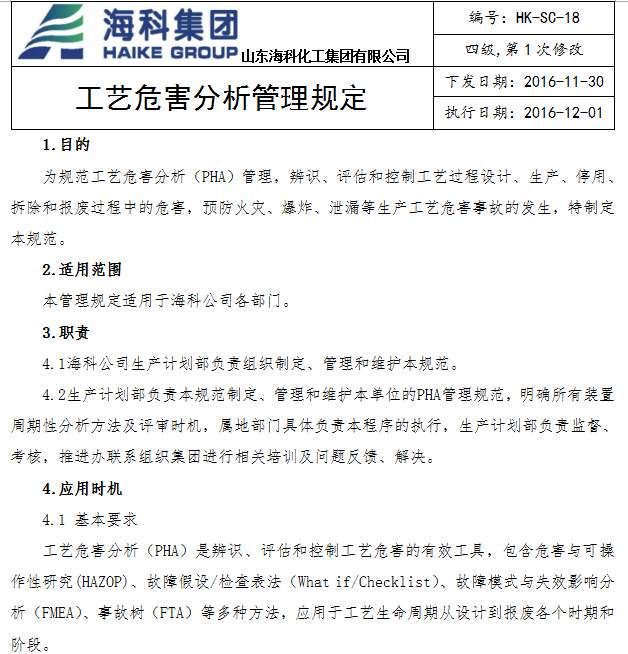 海科集团
HAIKE GROUP 山东海科化工集团有限公司
编号：HK-SC-18
四级,第1次修改
工艺危害分析管理规定
下发日期：2016-11-30
执行日期：2016-12-01
1.目的
为规范工艺危害分析（PHA）管理，辨识、评估和控制工艺过程设计、生产、停用、
拆除和报废过程中的危害，预防火灾、爆炸、泄漏等生产工艺危害事故的发生，特制定
本规范。
2.适用范围
本管理规定适用于海科公司各部门。
3.职责
4.1海科公司生产计划部负责组织制定、管理和维护本规范。
4.2生产计划部负责本规范制定、管理和维护本单位的PHA管理规范，明确所有装置
周期性分析方法及评审时机，属地部门具体负责本程序的执行，生产计划部负责监督、
考核，推进办联系组织集团进行相关培训及问题反馈、解决。
4.应用时机
4.1 基本要求
工艺危害分析（PHA）是辨识、评估和控制工艺危害的有效工具，包含危害与可操
作性研究(HAZOP)、故障假设/检查表法（What if/Checklist）、故障模式与失效影响分
析（FMEA）、事故树（FTA）等多种方法，应用于工艺生命周期从设计到报废各个时期和
阶段。